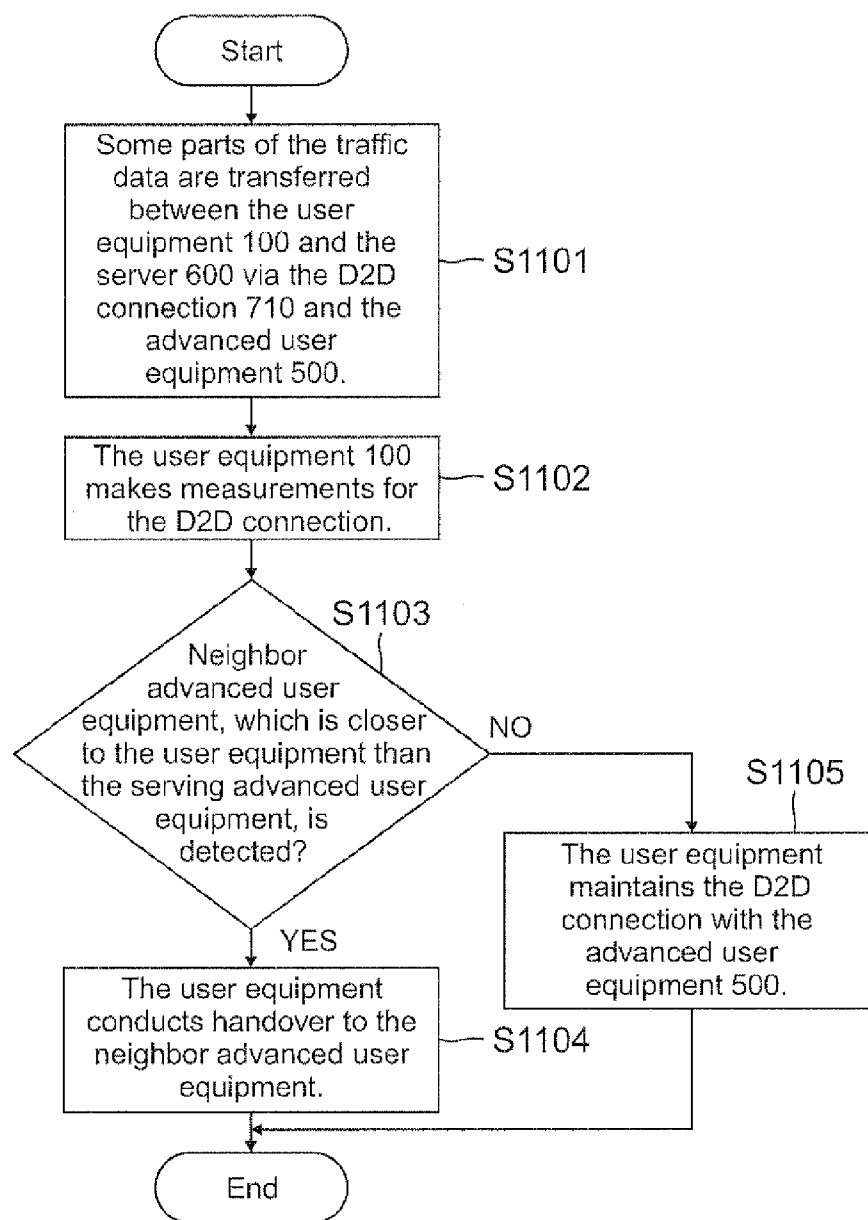 Start
Some parts of the traffic
data are transferred
between the user
equipment 100 and the
server 600 via the D2D
connection 710 and the
advanced user
equipment 500.
S1101
The user equipment 100
makes measurements for
the D2D connection.
S1102
S1103
Neighbor
advanced user
equipment, which is closer
to the user equipment than
the serving advanced user
equipment, is
detected?
NO
YES
S1105
The user equipment
maintains the D2D
connection with the
advanced user
equipment 500.
The user equipment
conducts handover to the
neighbor advanced user
equipment.
S1104
End